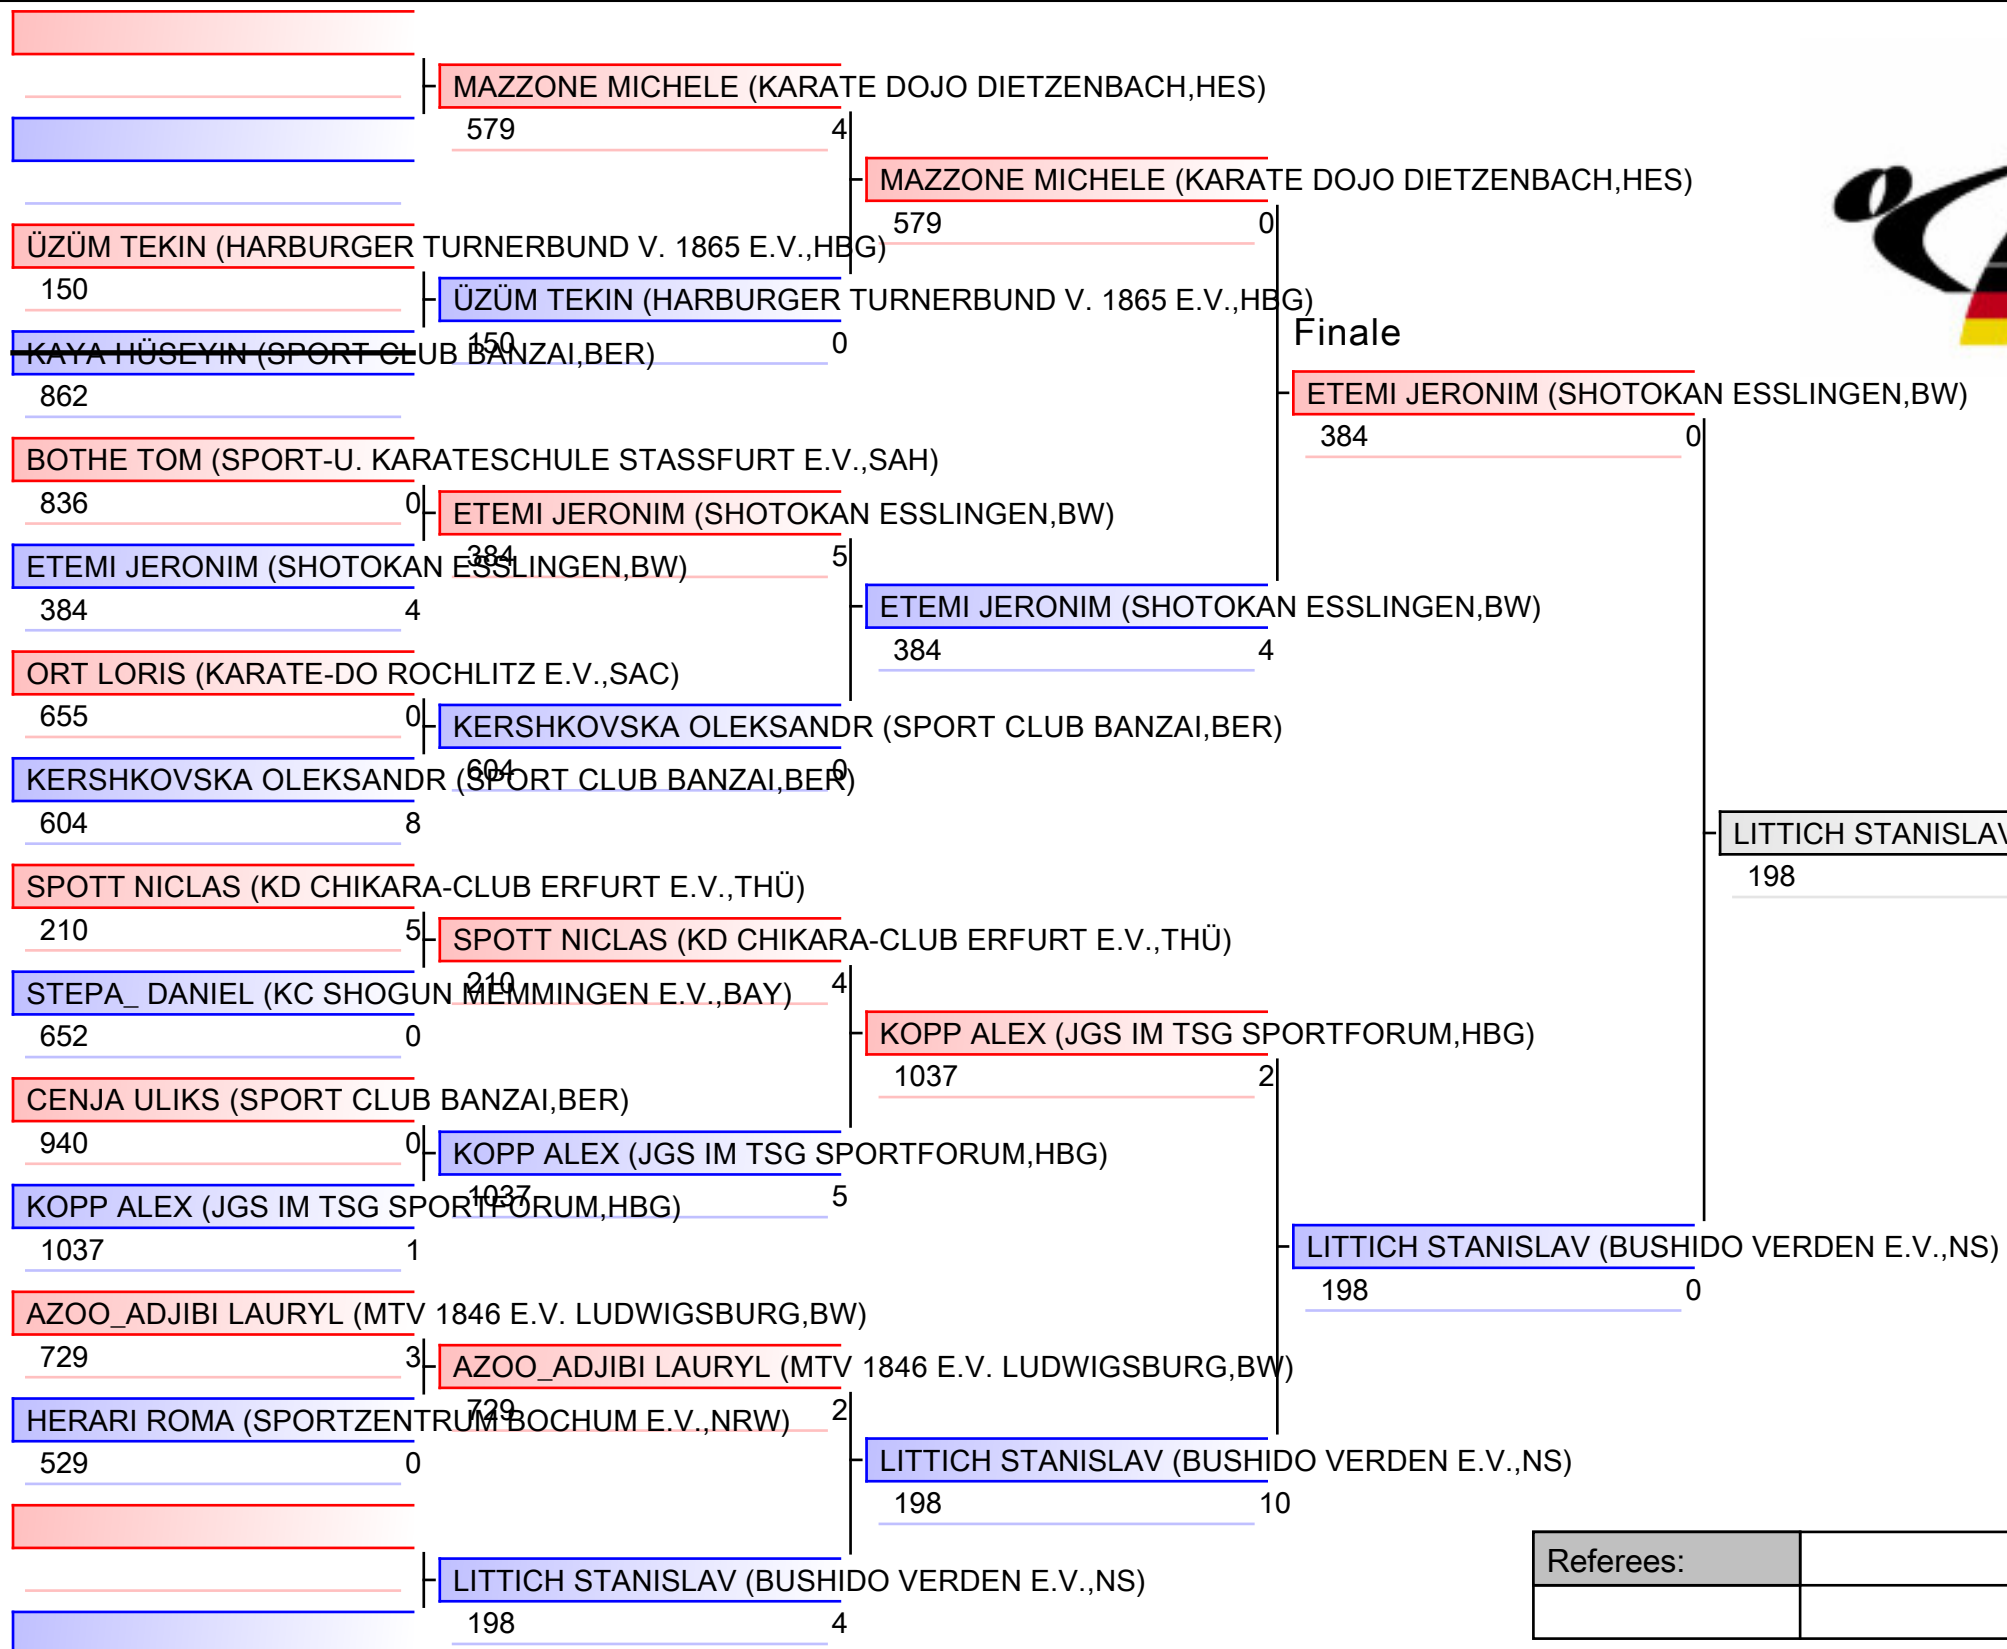 MAZZONE MICHELE (KARATE DOJO DIETZENBACH,HES)
579 4
MAZZONE MICHELE (KARATE DOJO DIETZENBACH,HES)
579 0
ÜZÜM TEKIN (HARBURGER TURNERBUND V. 1865 E.V.,HBG)
150
ÜZÜM TEKIN (HARBURGER TURNERBUND V. 1865 E.V.,HBG)
150 0
Finale
KAYA HÜSEYIN (SPORT CLUB BANZAI,BER)
862
ETEMI JERONIM (SHOTOKAN ESSLINGEN,BW)
384 0
BOTHE TOM (SPORT-U. KARATESCHULE STASSFURT E.V.,SAH)
836 0
ETEMI JERONIM (SHOTOKAN ESSLINGEN,BW)
384 5
ETEMI JERONIM (SHOTOKAN ESSLINGEN,BW)
384 4
ETEMI JERONIM (SHOTOKAN ESSLINGEN,BW)
384 4
ORT LORIS (KARATE-DO ROCHLITZ E.V.,SAC)
655 0
KERSHKOVSKA OLEKSANDR (SPORT CLUB BANZAI,BER)
604 0
KERSHKOVSKA OLEKSANDR (SPORT CLUB BANZAI,BER)
604 8
LITTICH STANISLAV
198
SPOTT NICLAS (KD CHIKARA-CLUB ERFURT E.V.,THÜ)
210 5
SPOTT NICLAS (KD CHIKARA-CLUB ERFURT E.V.,THÜ)
210 4
STEPA_ DANIEL (KC SHOGUN MEMMINGEN E.V.,BAY)
652 0
KOPP ALEX (JGS IM TSG SPORTFORUM,HBG)
1037 2
CENJA ULIKS (SPORT CLUB BANZAI,BER)
940 0
KOPP ALEX (JGS IM TSG SPORTFORUM,HBG)
1037 5
KOPP ALEX (JGS IM TSG SPORTFORUM,HBG)
1037 1
LITTICH STANISLAV (BUSHIDO VERDEN E.V.,NS)
198 0
AZOO_ADJIBI LAURYL (MTV 1846 E.V. LUDWIGSBURG,BW)
729 3
AZOO_ADJIBI LAURYL (MTV 1846 E.V. LUDWIGSBURG,BW)
729 2
HERARI ROMA (SPORTZENTRUM BOCHUM E.V.,NRW)
529 0
LITTICH STANISLAV (BUSHIDO VERDEN E.V.,NS)
198 10
LITTICH STANISLAV (BUSHIDO VERDEN E.V.,NS)
198 4
Referees: